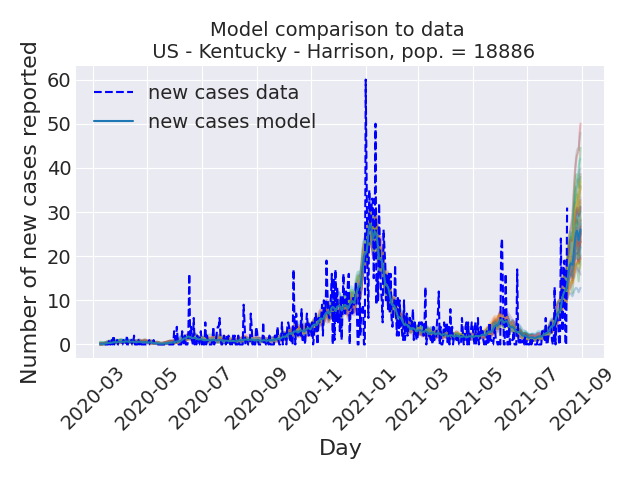 Model comparison to data
US - Kentucky - Harrison, pop. = 18886
Number of new cases reported
60
50
40
30
20
10
0
new cases data
new cases model
2020-03
2020-05
2020-07
2020-09
2020-11
2021-01
2021-03
2021-05
2021-07
2021-09
Day